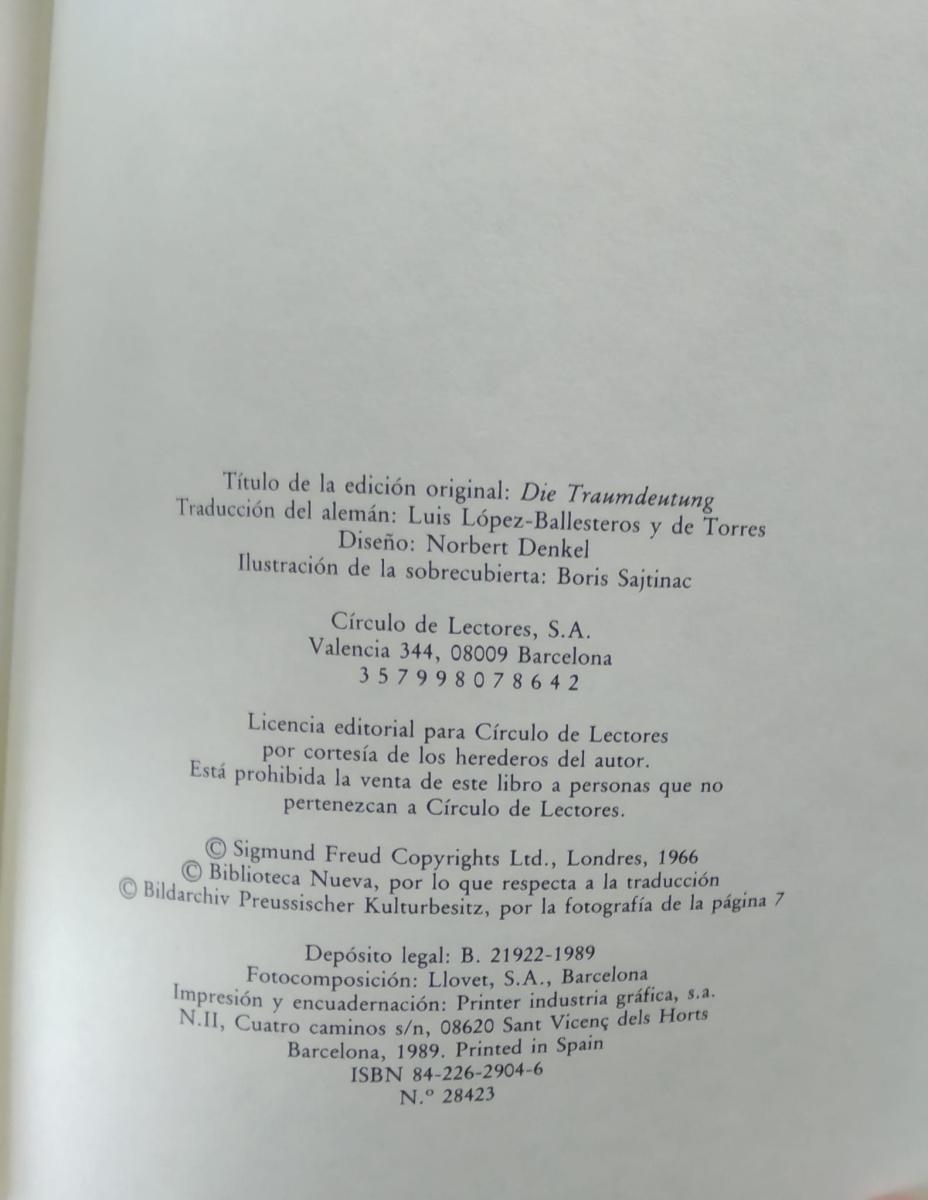 Título de la edición original: Die Traumdeutung
Traducción del alemán: Luis López-Ballesteros y de Torres
Diseño: Norbert Denkel
Ilustración de la sobrecubierta: Boris Sajtinac
Círculo de Lectores, S.A.
Valencia 344, 08009 Barcelona
3 5 7 9 9 8 0 7 8 6 4 2
Licencia editorial para Círculo de Lectores
por cortesía de los herederos del autor.
Está prohibida la venta de este libro a personas que no
pertenezcan a Círculo de Lectores.
© Sigmund Freud Copyrights Ltd., Londres, 1966
© Biblioteca Nueva, por lo que respecta a la traducción
© Bildarchiv Preussischer Kulturbesitz, por la fotografía de la página 7
Depósito legal: B. 21922-1989
Fotocomposición: Llovet, S.A., Barcelona
Impresión y encuadernación: Printer industria gráfica, s.a.
N.II, Cuatro caminos s/n, 08620 Sant Vicenç dels Horts
Barcelona, 1989. Printed in Spain
ISBN 84-226-2904-6
N.º 28423